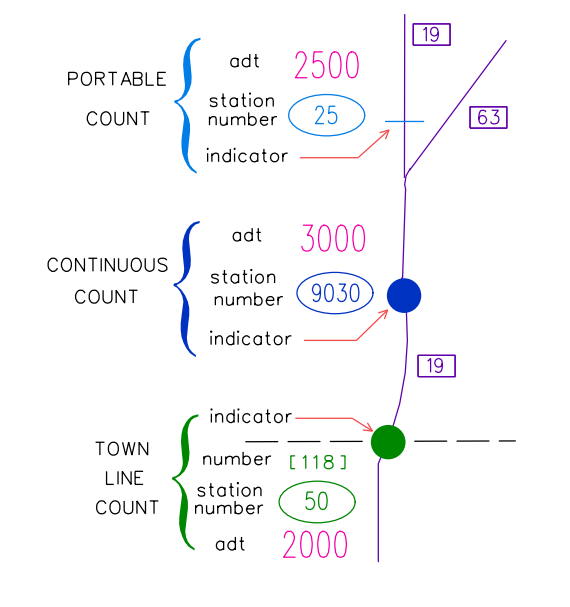 19
adt 2500
PORTABLE
station
COUNT
number 25
63
indicator
adt 3000
CONTINUOUS
station
COUNT
number 9030
indicator
19
indicator
TOWN
number [118]
LINE
station
COUNT
number 50
adt 2000